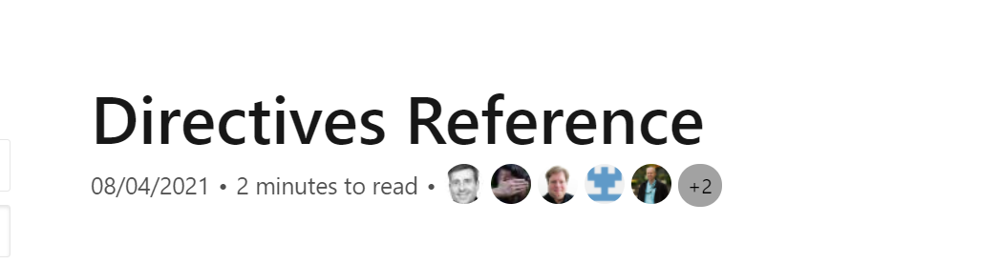 Directives Reference
08/04/2021 • 2 minutes to read • +2